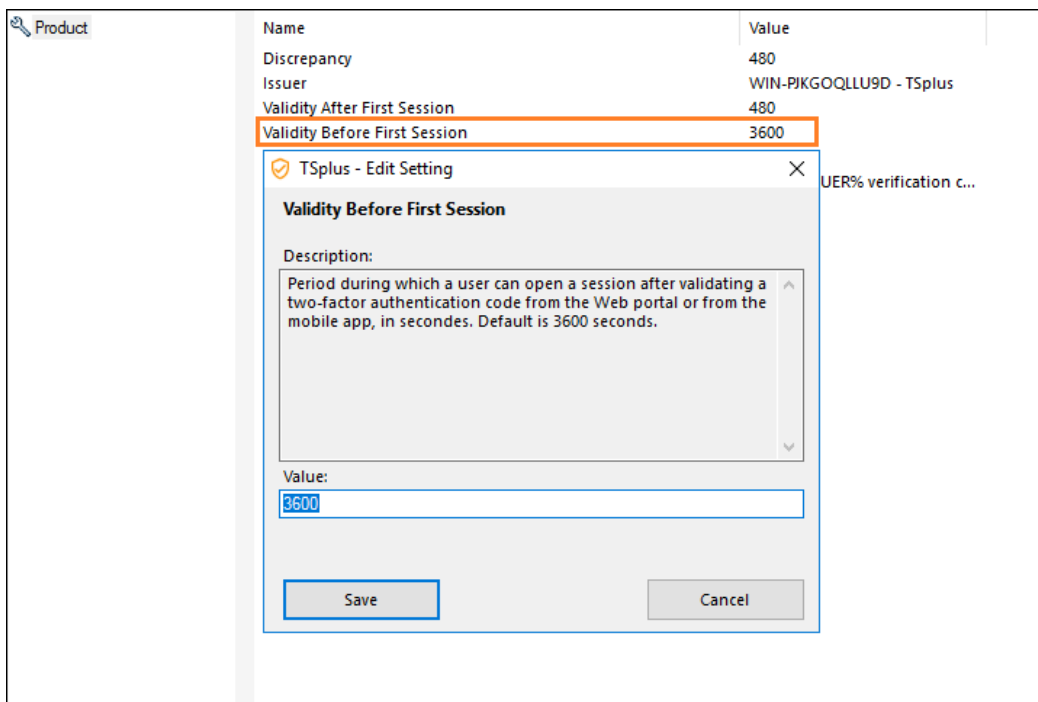 Product
Name Value
Discrepancy 480
Issuer WIN-PJKGOQLLU9D - TSplus
Validity After First Session 480
Validity Before First Session 3600
TSplus - Edit Setting
UER% verification c...
Validity Before First Session
Description:
Period during which a user can open a session after validating a
two-factor authentication code from the Web portal or from the
mobile app, in secondes. Default is 3600 seconds.
Value:
3600
Save Cancel